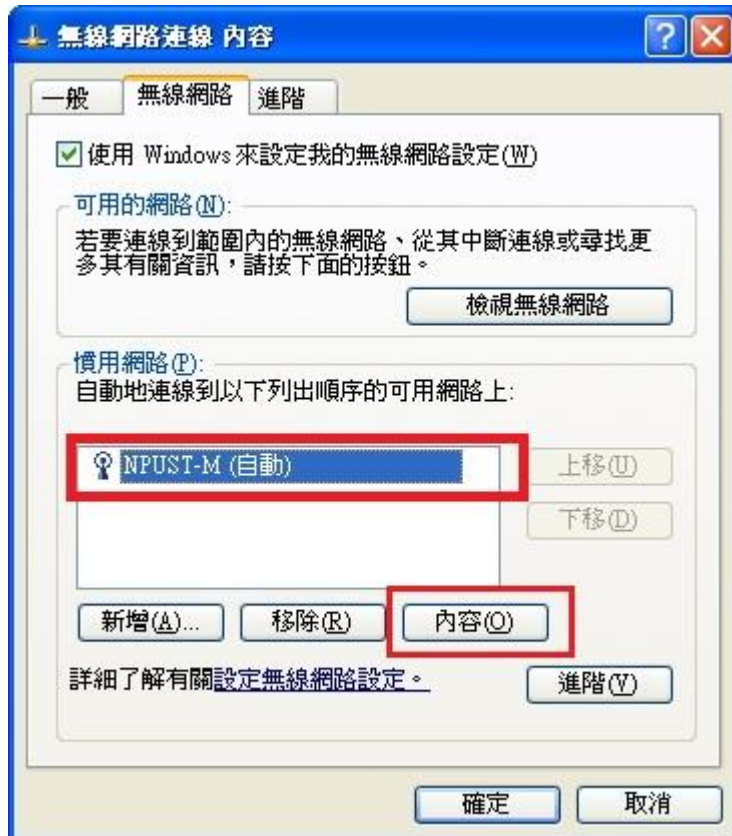 無線網路連線 內容
一般 無線網路 進階
使用 Windows 來設定我的無線網路設定(W)
可用的網路(N):
若要連線到範圍內的無線網路、從其中斷連線或尋找更
多其有關資訊，請按下面的按鈕。
檢視無線網路
慣用網路(P):
自動地連線到以下列出順序的可用網路上:
NPUST-M (自動)
上移(U)
下移(D)
新增(A)... 移除(R) 內容(O)
詳細了解有關設定無線網路設定。
進階(V)
確定 取消